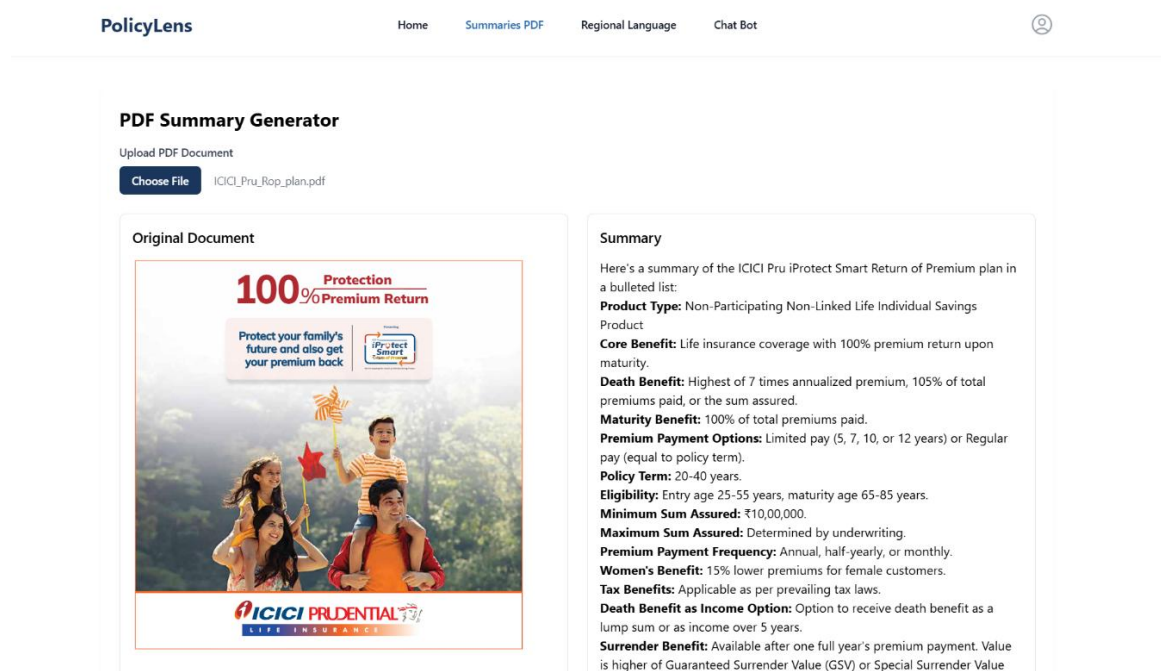 PolicyLens
Home
Summaries PDF
Regional Language
Chat Bot
PDF Summary Generator
Upload PDF Document
Choose File
ICICI_Pru_Rop_plan.pdf
Original Document
100% Protection
Premium Return
Protect your family's
future and also get
your premium back
iProtect
Smart
ICICI PRUDENTIAL
LIFE INSURANCE
Summary
Here's a summary of the ICICI Pru iProtect Smart Return of Premium plan in
a bulleted list:
Product Type: Non-Participating Non-Linked Life Individual Savings
Product
Core Benefit: Life insurance coverage with 100% premium return upon
maturity.
Death Benefit: Highest of 7 times annualized premium, 105% of total
premiums paid, or the sum assured.
Maturity Benefit: 100% of total premiums paid.
Premium Payment Options: Limited pay (5, 7, 10, or 12 years) or Regular
pay (equal to policy term).
Policy Term: 20-40 years.
Eligibility: Entry age 25-55 years, maturity age 65-85 years.
Minimum Sum Assured: ₹10,00,000.
Maximum Sum Assured: Determined by underwriting.
Premium Payment Frequency: Annual, half-yearly, or monthly.
Women's Benefit: 15% lower premiums for female customers.
Tax Benefits: Applicable as per prevailing tax laws.
Death Benefit as Income Option: Option to receive death benefit as a
lump sum or as income over 5 years.
Surrender Benefit: Available after one full year's premium payment. Value
is higher of Guaranteed Surrender Value (GSV) or Special Surrender Value